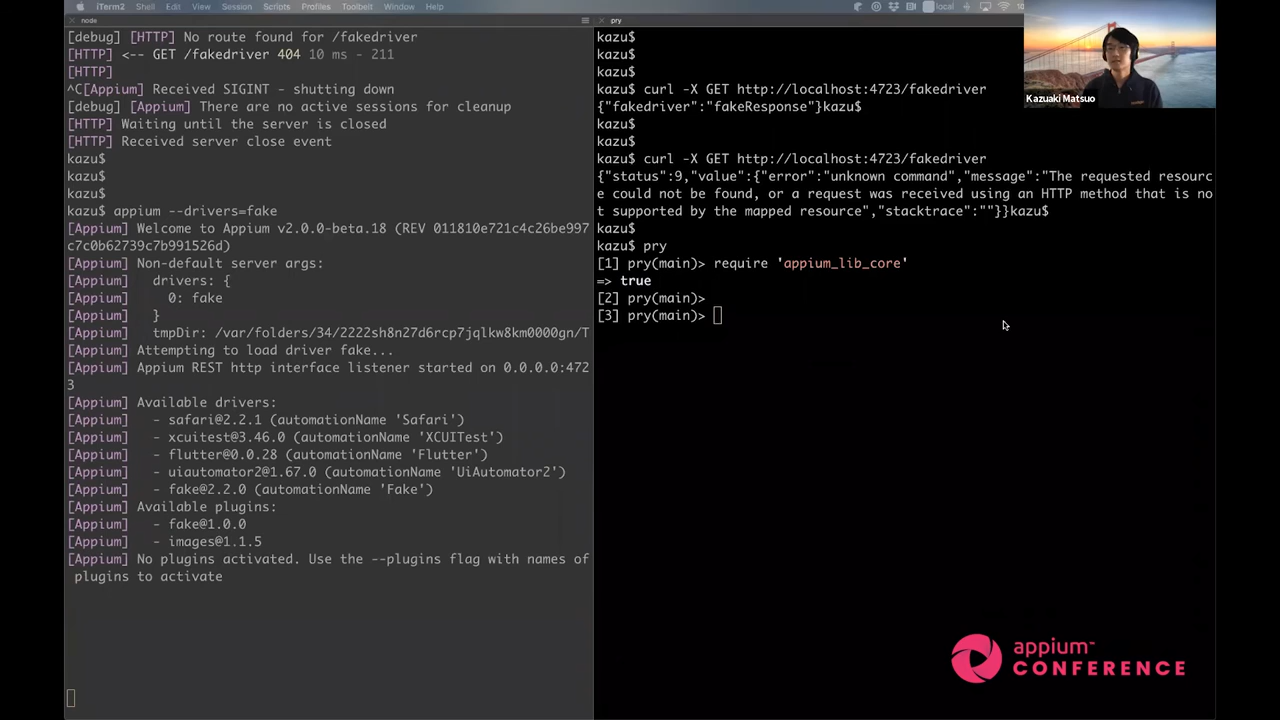 iTerm2 Shell Edit View Session Scripts Profiles Toolbelt Window Help
local
node
[debug] [HTTP] No route found for /fakedriver
[HTTP] <-- GET /fakedriver 404 10 ms - 211
[HTTP]
^C[Appium] Received SIGINT - shutting down
[debug] [Appium] There are no active sessions for cleanup
[HTTP] Waiting until the server is closed
[HTTP] Received server close event
kazu$
kazu$
kazu$
kazu$ appium --drivers=fake
[Appium] Welcome to Appium v2.0.0-beta.18 (REV 011810e721c4c26be997
c7c0b62739c7b991526d)
[Appium] Non-default server args:
[Appium]   drivers: {
[Appium]     0: fake
[Appium]   }
[Appium]   tmpDir: /var/folders/34/2222sh8n27d6rcp7jqlkw8km0000gn/T
[Appium] Attempting to load driver fake...
[Appium] Appium REST http interface listener started on 0.0.0.0:472
3
[Appium] Available drivers:
[Appium]   - safari@2.2.1 (automationName 'Safari')
[Appium]   - xcuitest@3.46.0 (automationName 'XCUITest')
[Appium]   - flutter@0.0.28 (automationName 'Flutter')
[Appium]   - uiautomator2@1.67.0 (automationName 'UiAutomator2')
[Appium]   - fake@2.2.0 (automationName 'Fake')
[Appium] Available plugins:
[Appium]   - fake@1.0.0
[Appium]   - images@1.1.5
[Appium] No plugins activated. Use the --plugins flag with names of
plugins to activate
pry
kazu$
kazu$
kazu$
kazu$ curl -X GET http://localhost:4723/fakedriver
{"fakedriver":"fakeResponse"}kazu$
kazu$
kazu$
kazu$ curl -X GET http://localhost:4723/fakedriver
{"status":9,"value":{"error":"unknown command","message":"The requested resourc
e could not be found, or a request was received using an HTTP method that is no
t supported by the mapped resource","stacktrace":""}}kazu$
kazu$
kazu$ pry
[1] pry(main)> require 'appium_lib_core'
=> true
[2] pry(main)>
[3] pry(main)>
Kazuaki Matsuo
appium™
CONFERENCE